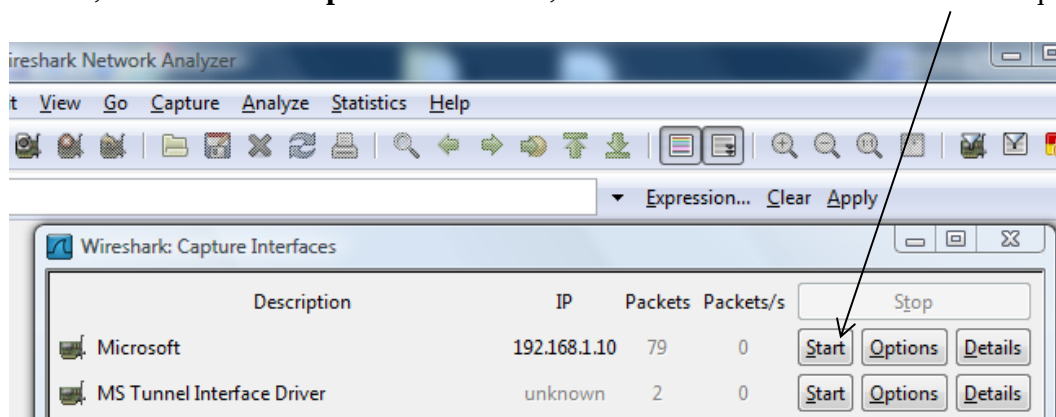 ireshark Network Analyzer
t View Go Capture Analyze Statistics Help
Expression... Clear Apply
Wireshark: Capture Interfaces
Description IP Packets Packets/s Stop
Microsoft 192.168.1.10 79 0 Start Options Details
MS Tunnel Interface Driver unknown 2 0 Start Options Details